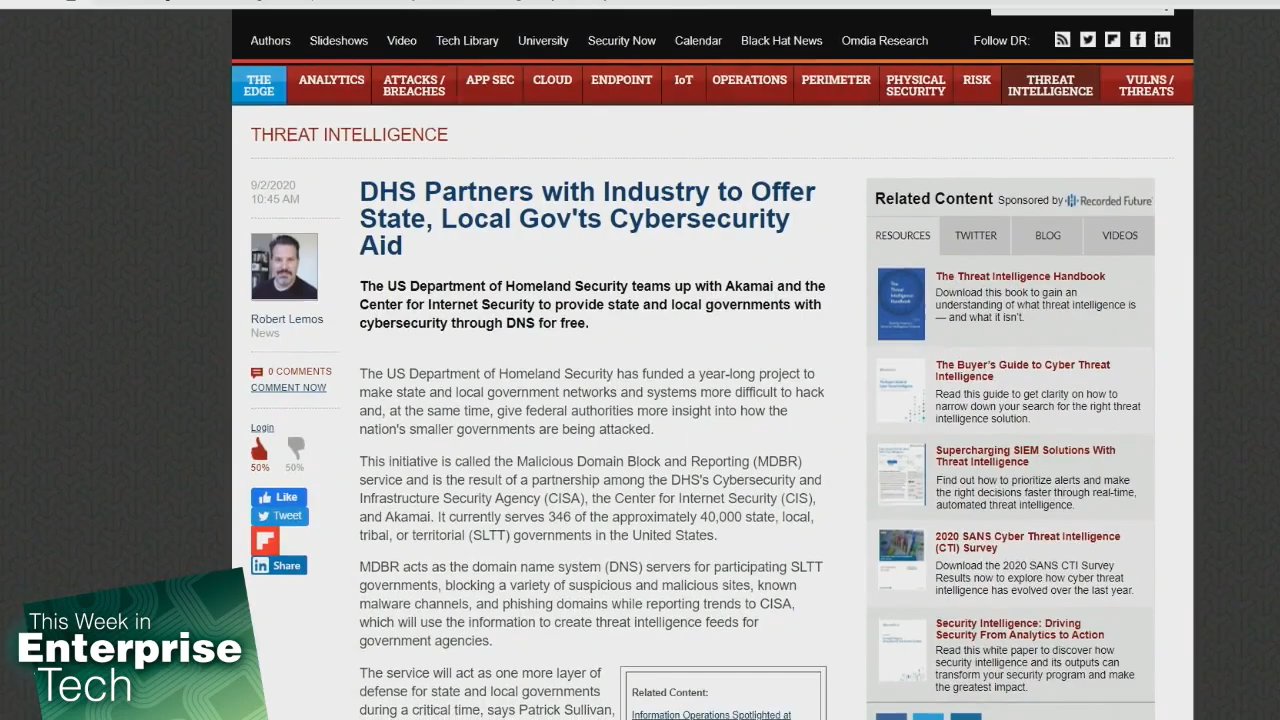 Authors Slideshows Video Tech Library University Security Now Calendar Black Hat News Omdia Research Follow DR:
THE EDGE ANALYTICS ATTACKS / BREACHES APP SEC CLOUD ENDPOINT IoT OPERATIONS PERIMETER PHYSICAL SECURITY RISK THREAT INTELLIGENCE VULNS / THREATS
THREAT INTELLIGENCE
9/2/2020
10:45 AM
Robert Lemos
News
0 COMMENTS
COMMENT NOW
Login
50% 50%
Like
Tweet
Share
DHS Partners with Industry to Offer
State, Local Gov'ts Cybersecurity
Aid
The US Department of Homeland Security teams up with Akamai and the
Center for Internet Security to provide state and local governments with
cybersecurity through DNS for free.
The US Department of Homeland Security has funded a year-long project to
make state and local government networks and systems more difficult to hack
and, at the same time, give federal authorities more insight into how the
nation's smaller governments are being attacked.
This initiative is called the Malicious Domain Block and Reporting (MDBR)
service and is the result of a partnership among the DHS's Cybersecurity and
Infrastructure Security Agency (CISA), the Center for Internet Security (CIS),
and Akamai. It currently serves 346 of the approximately 40,000 state, local,
tribal, or territorial (SLTT) governments in the United States.
MDBR acts as the domain name system (DNS) servers for participating SLTT
governments, blocking a variety of suspicious and malicious sites, known
malware channels, and phishing domains while reporting trends to CISA,
which will use the information to create threat intelligence feeds for
government agencies.
The service will act as one more layer of
defense for state and local governments
during a critical time, says Patrick Sullivan,
Related Content:
Information Operations Spotlighted at
Related Content Sponsored by Recorded Future
RESOURCES TWITTER BLOG VIDEOS
The Threat Intelligence Handbook
Download this book to gain an
understanding of what threat intelligence is
— and what it isn't.
The Buyer's Guide to Cyber Threat
Intelligence
Read this guide to get clarity on how to
narrow down your search for the right threat
intelligence solution.
Supercharging SIEM Solutions With
Threat Intelligence
Find out how to prioritize alerts and make
the right decisions faster through real-time,
automated threat intelligence.
2020 SANS Cyber Threat Intelligence
(CTI) Survey
Download the 2020 SANS CTI Survey
Results now to explore how cyber threat
intelligence has evolved over the last year.
Security Intelligence: Driving
Security From Analytics to Action
Read this white paper to discover how
security intelligence and its outputs can
transform your security program and make
the greatest impact.
This Week in
Enterprise
Tech